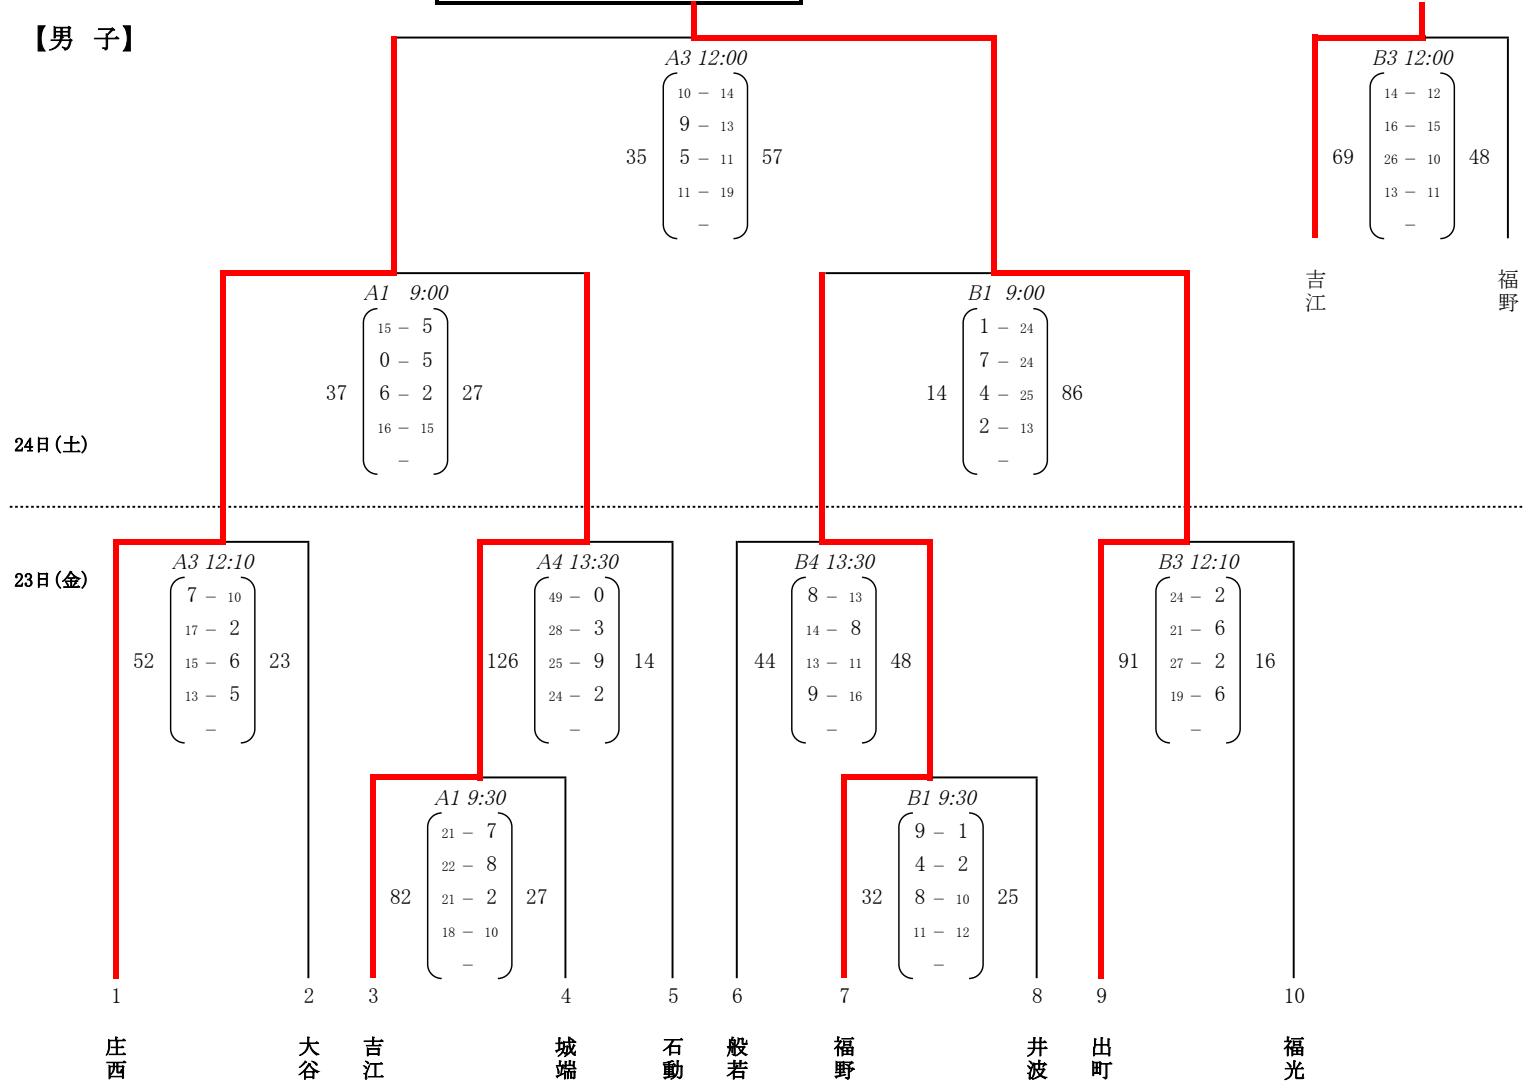 【男 子】
A3 12:00
10 － 14
9 － 13
35 5 － 11 57
11 － 19
－
B3 12:00
14 － 12
16 － 15
69 26 － 10 48
13 － 11
－
吉江 福野
A1 9:00
15 － 5
0 － 5
37 6 － 2 27
16 － 15
－
B1 9:00
1 － 24
7 － 24
14 4 － 25 86
2 － 13
－
24日(土)
23日(金)
A3 12:10
7 － 10
17 － 2
52 15 － 6 23
13 － 5
－
A4 13:30
49 － 0
28 － 3
126 25 － 9 14
24 － 2
－
B4 13:30
8 － 13
14 － 8
44 13 － 11 48
9 － 16
－
B3 12:10
24 － 2
21 － 6
91 27 － 2 16
19 － 6
－
A1 9:30
21 － 7
22 － 8
82 21 － 2 27
18 － 10
－
B1 9:30
9 － 1
4 － 2
32 8 － 10 25
11 － 12
－
1 2 3 4 5 6 7 8 9 10
庄西 大谷 吉江 城端 石動 般若 福野 井波 出町 福光